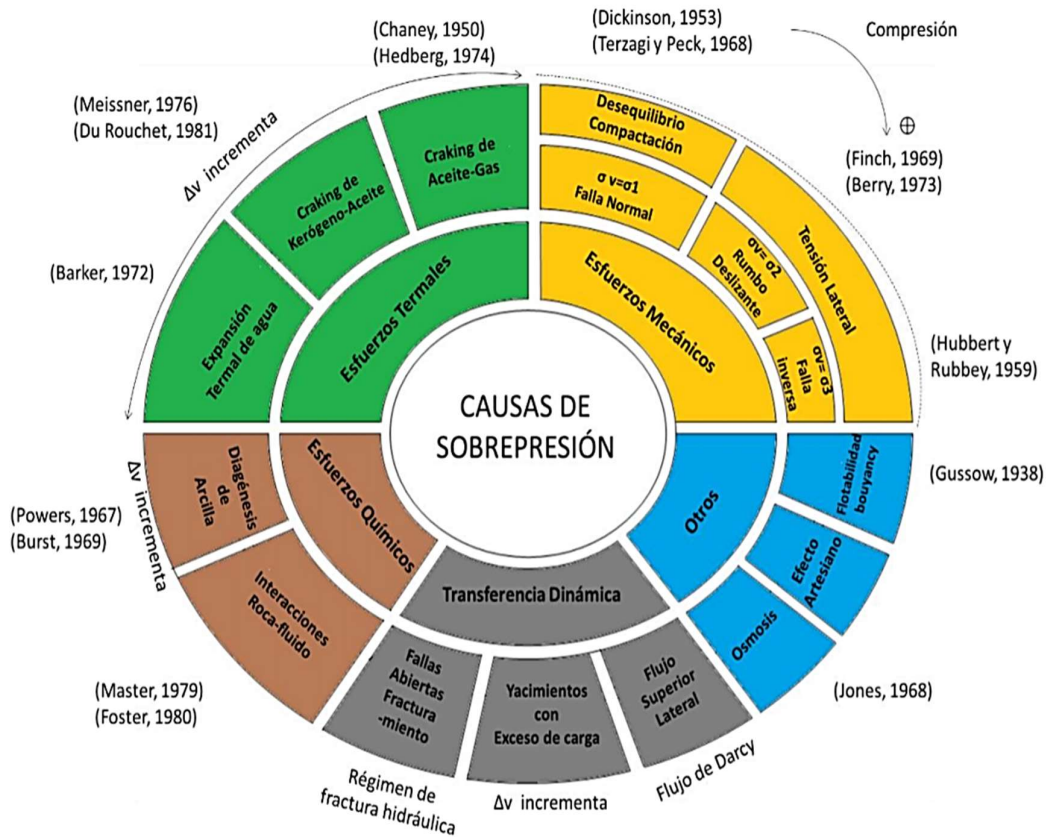 (Chaney, 1950)
(Hedberg, 1974)
(Dickinson, 1953)
(Terzagi y Peck, 1968)
Compresión
(Meissner, 1976)
(Du Rouchet, 1981)
Δv incrementa
⊕
(Finch, 1969)
(Berry, 1973)
(Barker, 1972)
(Hubbert y
Rubbey, 1959)
Craking de
Aceite-Gas
Craking de
Kerógeno-Aceite
Expansión
Termal de agua
Esfuerzos Termales
Desequilibrio
Compactación
σ v=σ1
Falla Normal
σv= σ2
Rumbo
Deslizante
σv= σ3
Falla
inversa
Tensión Lateral
Esfuerzos Mecánicos
CAUSAS DE
SOBREPRESIÓN
Diagénesis
de
Arcilla
Esfuerzos Químicos
Interacciones
Roca-fluido
Δv incrementa
(Powers, 1967)
(Burst, 1969)
(Master, 1979)
(Foster, 1980)
Transferencia Dinámica
Fallas
Abiertas
Fractura
-miento
Yacimientos
con
Exceso de carga
Flujo
Superior
Lateral
Régimen de
fractura hidráulica
Δv incrementa
Flujo de Darcy
Otros
Flotabilidad
bouyancy
Efecto
Artesiano
Osmosis
(Gussow, 1938)
(Jones, 1968)